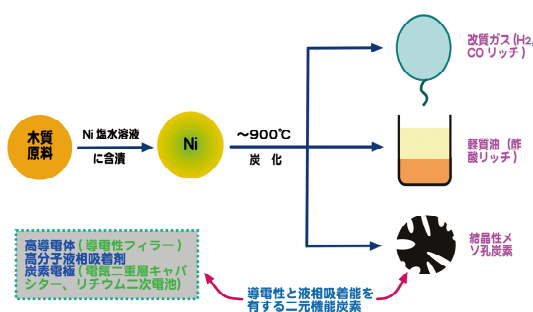 木質
原料
Ni 塩水溶液
に含漬
Ni
〜900℃
炭 化
改質ガス(H2,
COリッチ)
軽質油(酢
酸リッチ)
結晶性メ
ソ孔炭素
高導電体(導電性フィラー)
高分子液相吸着剤
炭素電極(電気二重層キャパ
シター、リチウム二次電池)
導電性と液相吸着能を
有する二元機能炭素